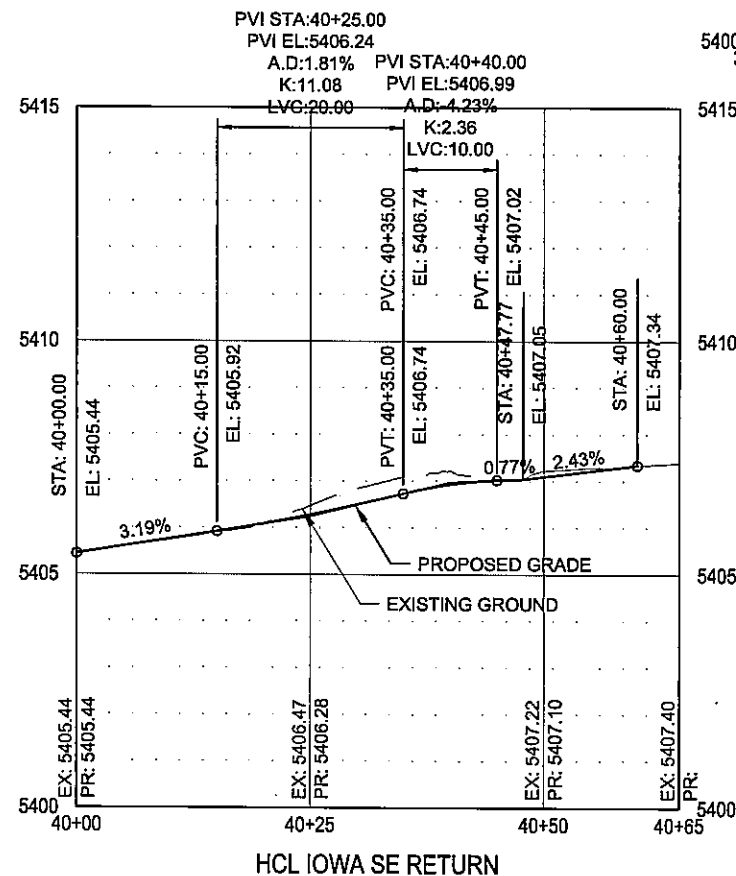 PVI STA:40+25.00
PVI EL:5406.24
A.D:1.81%
K:11.08
LVC:20.00
PVI STA:40+40.00
PVI EL:5406.99
A.D:-4.23%
K:2.36
LVC:10.00
5400
5415
5415
5410
5410
5405
5405
5400
5400
STA: 40+00.00
EL: 5405.44
PVC: 40+15.00
EL: 5405.92
PVC: 40+35.00
EL: 5406.74
PVT: 40+35.00
EL: 5406.74
PVT: 40+45.00
EL: 5407.02
STA: 40+47.77
EL: 5407.05
STA: 40+60.00
EL: 5407.34
3.19%
0.77%
2.43%
PROPOSED GRADE
EXISTING GROUND
EX: 5405.44
PR: 5405.44
EX: 5406.47
PR: 5406.28
EX: 5407.22
PR: 5407.10
EX: 5407.40
PR:
40+00
40+25
40+50
40+65
HCL IOWA SE RETURN